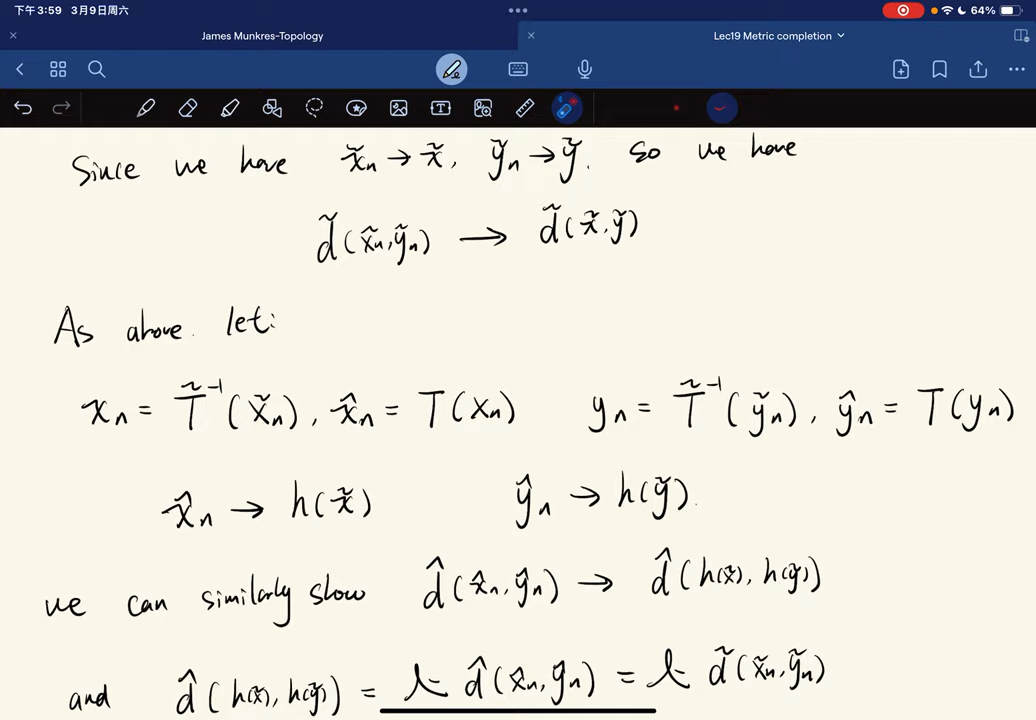 下午3:59 3月9日周六 64%
James Munkres-Topology Lec19 Metric completion
Since we have x̃ₙ → x̃, ỹₙ → ỹ. so we have
d̃(x̃ₙ, ỹₙ) → d̃(x̃, ỹ)
As above. let:
xₙ = T̃⁻¹(x̃ₙ), x̂ₙ = T(xₙ) yₙ = T̃⁻¹(ỹₙ), ŷₙ = T(yₙ)
x̂ₙ → h(x̃) ŷₙ → h(ỹ).
we can similarly show d̂(x̂ₙ, ŷₙ) → d̂(h(x̃), h(ỹ))
and d̂(h(x̃), h(ỹ)) = d̂(x̂ₙ, ŷₙ) = d̃(x̃ₙ, ỹₙ)